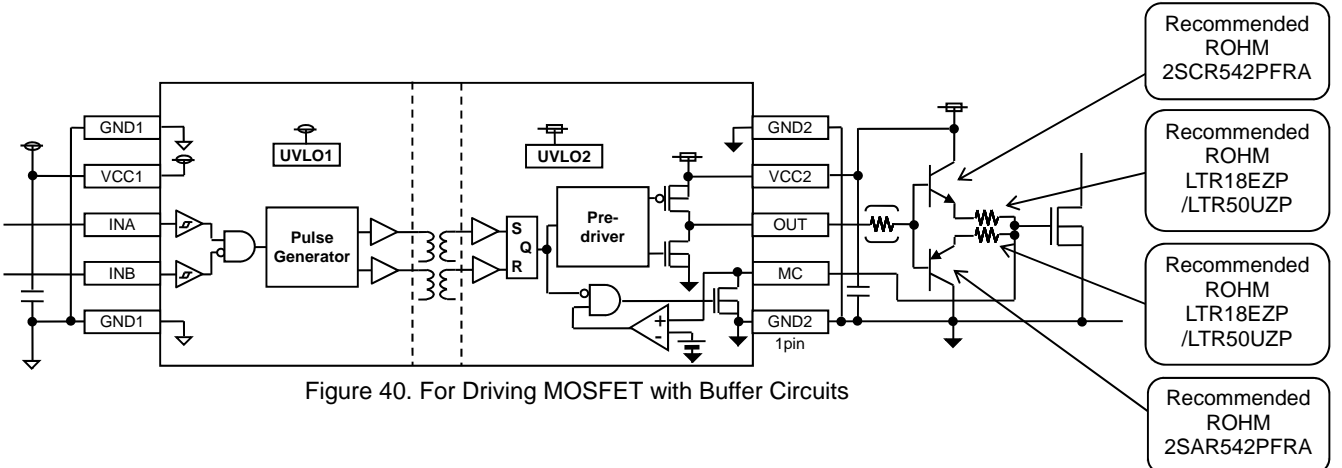 Recommended
ROHM
2SCR542PFRA
GND1
UVLO1
UVLO2
GND2
Recommended
ROHM
LTR18EZP
/LTR50UZP
VCC1
VCC2
INA
Pulse
Generator
S
Q
R
Pre-
driver
OUT
INB
MC
Recommended
ROHM
LTR18EZP
/LTR50UZP
GND1
+
-
GND2
1pin
Recommended
ROHM
2SAR542PFRA
Figure 40. For Driving MOSFET with Buffer Circuits